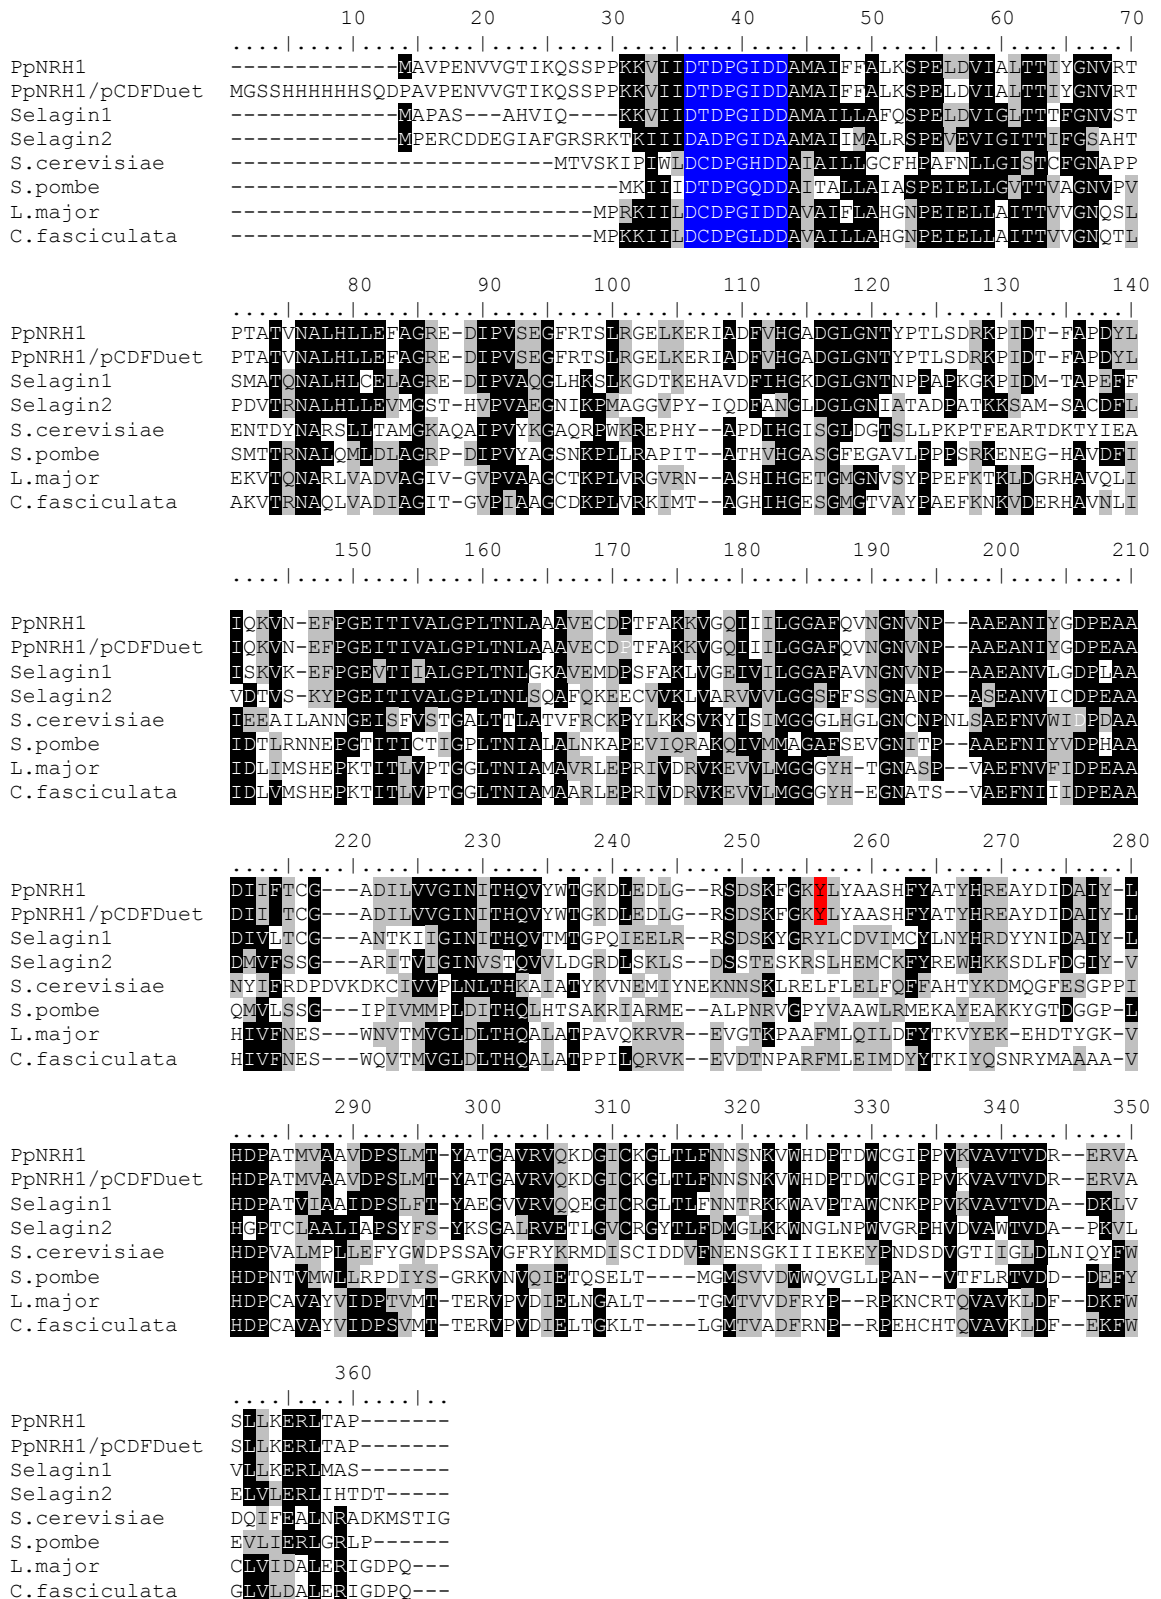 10 20 30 40 50 60 70
....|....|....|....|....|....|....|....|....|....|....|....|....|....|
PpNRH1 -------------MAVPENVVGTIKQSSPPKKVIIDTDPGIDDAMAIFFALKSPELDVIALTTIYGNVRT
PpNRH1/pCDFDuet MGSSHHHHHHSQDPAVPENVVGTIKQSSPPKKVIIDTDPGIDDAMAIFFALKSPELDVIALTTIYGNVRT
Selagin1 -------------MAPAS---AHVIQ----KKVIIDTDPGIDDAMAILLAFQSPELDVIGLTTTFGNVST
Selagin2 -------------MPERCDDEGIAFGRSRKTKIIIDADPGIDAAMAIIMALRSPEVEVIGITTIFGSAHT
S.cerevisiae -------------------------MTVSKIPIWLDCDPGHDDAIAILLGCFHPAFNLLGISTCFGNAPP
S.pombe ------------------------------MKIIIDTDPGQDDAITALLAIASPEIELLGVTTVAGNVPV
L.major ----------------------------MPRKIILDCDPGIDDAVAIFLAHGNPEIELLAITTVVGNQSL
C.fasciculata ----------------------------MPKKIILDCDPGLDDAVAILLAHGNPEIELLAITTVVGNQTL
80 90 100 110 120 130 140
....|....|....|....|....|....|....|....|....|....|....|....|....|....|
PpNRH1 PTATVNALHLLEFAGRE-DIPVSEGFRTSLRGELKERIADFVHGADGLGNTYPTLSDRKPIDT-FAPDYL
PpNRH1/pCDFDuet PTATVNALHLLEFAGRE-DIPVSEGFRTSLRGELKERIADFVHGADGLGNTYPTLSDRKPIDT-FAPDYL
Selagin1 SMATQNALHLCELAGRE-DIPVAQGLHKSLKGDTKEHAVDFIHGKDGLGNTNPPAPKGKPIDM-TAPEFF
Selagin2 PDVTRNALHLLEVMGST-HVPVAEGNIKPMAGGVPY-IQDFANGLDGLGNIATADPATKKSAM-SACDFL
S.cerevisiae ENTDYNARSLLTAMGKAQAIPVYKGAQRPWKREPHY--APDIHGISGLDGTSLLPKPTFEARTDKTYIEA
S.pombe SMTTRNALQMLDLAGRP-DIPVYAGSNKPLLRAPIT--ATHVHGASGFEGAVLPPPSRKENEG-HAVDFI
L.major EKVTQNARLVADVAGIV-GVPVAAGCTKPLVRGVRN--ASHIHGETGMGNVSYPPEFKTKLDGRHAVQLI
C.fasciculata AKVTRNAQLVADIAGIT-GVPIAAGCDKPLVRKIMT--AGHIHGESGMGTVAYPAEFKNKVDERHAVNLI
150 160 170 180 190 200 210
....|....|....|....|....|....|....|....|....|....|....|....|....|....|
PpNRH1 IQKVN-EFPGEITIVALGPLTNLAAAVECDPTFAKKVGQIIILGGAFQVNGNVNP--AAEANIYGDPEAA
PpNRH1/pCDFDuet IQKVN-EFPGEITIVALGPLTNLAAAVECDPTFAKKVGQIIILGGAFQVNGNVNP--AAEANIYGDPEAA
Selagin1 ISKVK-EFPGEVTIIALGPLTNLGKAVEMDPSFAKLVGEIVILGGAFAVNGNVNP--AAEANVLGDPLAA
Selagin2 VDTVS-KYPGEITIVALGPLTNLSQAFQKEECVVKLVARVVVLGGSFFSSGNANP--ASEANVICDPEAA
S.cerevisiae IEEAILANNGEISFVSTGALTTLATVFRCKPYLKKSVKYISIMGGGLHGLGNCNPNLSAEFNVWIDPDAA
S.pombe IDTLRNNEPGTITICTIGPLTNIALALNKAPEVIQRAKQIVMMAGAFSEVGNITP--AAEFNIYVDPHAA
L.major IDLIMSHEPKTITLVPTGGLTNIAMAVRLEPRIVDRVKEVVLMGGGYH-TGNASP--VAEFNVFIDPEAA
C.fasciculata IDLVMSHEPKTITLVPTGGLTNIAMAARLEPRIVDRVKEVVLMGGGYH-EGNATS--VAEFNIIIDPEAA
220 230 240 250 260 270 280
....|....|....|....|....|....|....|....|....|....|....|....|....|....|
PpNRH1 DIIFTCG---ADILVVGINITHQVYWTGKDLEDLG--RSDSKFGKYLYAASHFYATYHREAYDIDAIY-L
PpNRH1/pCDFDuet DIIFTCG---ADILVVGINITHQVYWTGKDLEDLG--RSDSKFGKYLYAASHFYATYHREAYDIDAIY-L
Selagin1 DIVLTCG---ANTKIIGINITHQVTMTGPQIEELR--RSDSKYGRYLCDVIMCYLNYHRDYYNIDAIY-L
Selagin2 DMVFSSG---ARITVIGINVSTQVVLDGRDLSKLS--DSSTESKRSLHEMCKFYREWHKKSDLFDGIY-V
S.cerevisiae NYIFRDPDVKDKCIVVPLNLTHKAIATYKVNEMIYNEKNNSKLRELFLELFQFFAHTYKDMQGFESGPPI
S.pombe QMVLSSG---IPIVMMPLDITHQLHTSAKRIARME---ALPNRVGPYVAAWLRMEKAYEAKKYGTDGGP-L
L.major HIVFNES---WNVTMVGLDLTHQALATPAVQKRVR---EVGTKPAAFMLQILDFYTKVYEK-EHDTYGK-V
C.fasciculata HIVFNES---WQVTMVGLDLTHQALATPPILQRVK---EVDTNPARFMLEIMDYYTKIYQSNRYMAAAA-V
290 300 310 320 330 340 350
....|....|....|....|....|....|....|....|....|....|....|....|....|....|
PpNRH1 HDPATMVAAVDPSLMT-YATGAVRVQKDGICKGLTLFNNSNKVWHDPTDWCGIPPVKVAVTVDR--ERVA
PpNRH1/pCDFDuet HDPATMVAAVDPSLMT-YATGAVRVQKDGICKGLTLFNNSNKVWHDPTDWCGIPPVKVAVTVDR--ERVA
Selagin1 HDPATVIAAIDPSLFT-YAEGVVRVQQEGICRGLTLFNNTRKKWAVPTAWCNKPPVKVAVTVDA--DKLV
Selagin2 HGPTCLAALIAPSYFS-YKSGALRVETLGVCRGYTLFDMGLKKWNGLNPWVGRPHVDVAWTVDA--PKVL
S.cerevisiae HDPVALMPLLEFYGWDPSSAVGFRYKRMDISCIDDVFNENSGKIIIEKEYPNDSDVGTIIGLDLNIQYFW
S.pombe HDPNTVMWLLRPDIYS-GRKVNVQIETQSELT----MGMSVVDWWQVGLLPAN--VTFLRTVDD--DEFY
L.major HDPCAVAYVIDPTVMT-TERVPVDIELNGALT----TGMTVVDFRYP--RPKNCRTQVAVKLDF--DKFW
C.fasciculata HDPCAVAYVIDPSVMT-TERVPVDIELTGKLT----LGMTVADFRNP--RPEHCHTQVAVKLDF--EKFW
360
....|....|..
PpNRH1 SLLKERLTAP-------
PpNRH1/pCDFDuet SLLKERLTAP-------
Selagin1 VLLKERLMAS-------
Selagin2 ELVLERLIHTDT-----
S.cerevisiae DQIFEALNRADKMSTIG
S.pombe EVLIERLGRLP------
L.major CLVIDALERIGDPQ---
C.fasciculata GLVLDALERIGDPQ---